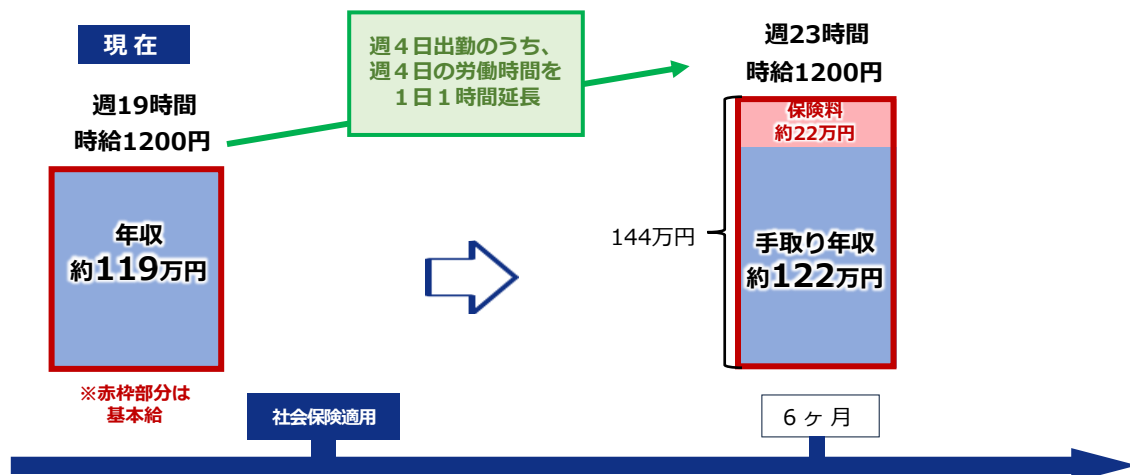 現在
週19時間
時給1200円
年収
約119万円
※赤枠部分は
基本給
週４日出勤のうち、
週４日の労働時間を
１日１時間延長
社会保険適用
週23時間
時給1200円
保険料
約22万円
144万円
手取り年収
約122万円
６ヶ月